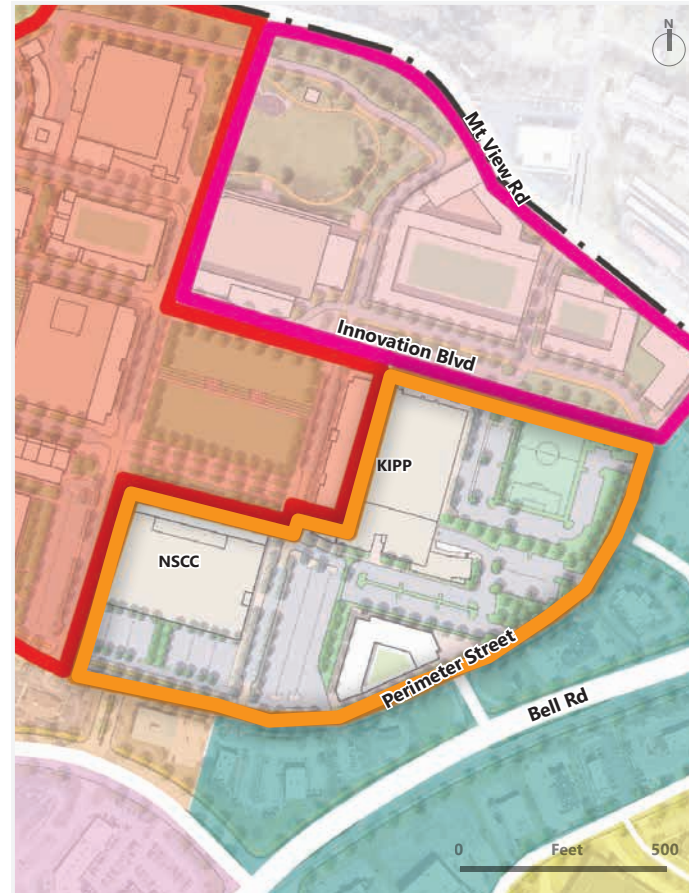 N
Mt View Rd
Innovation Blvd
KIPP
NSCC
Perimeter Street
Bell Rd
0 Feet 500